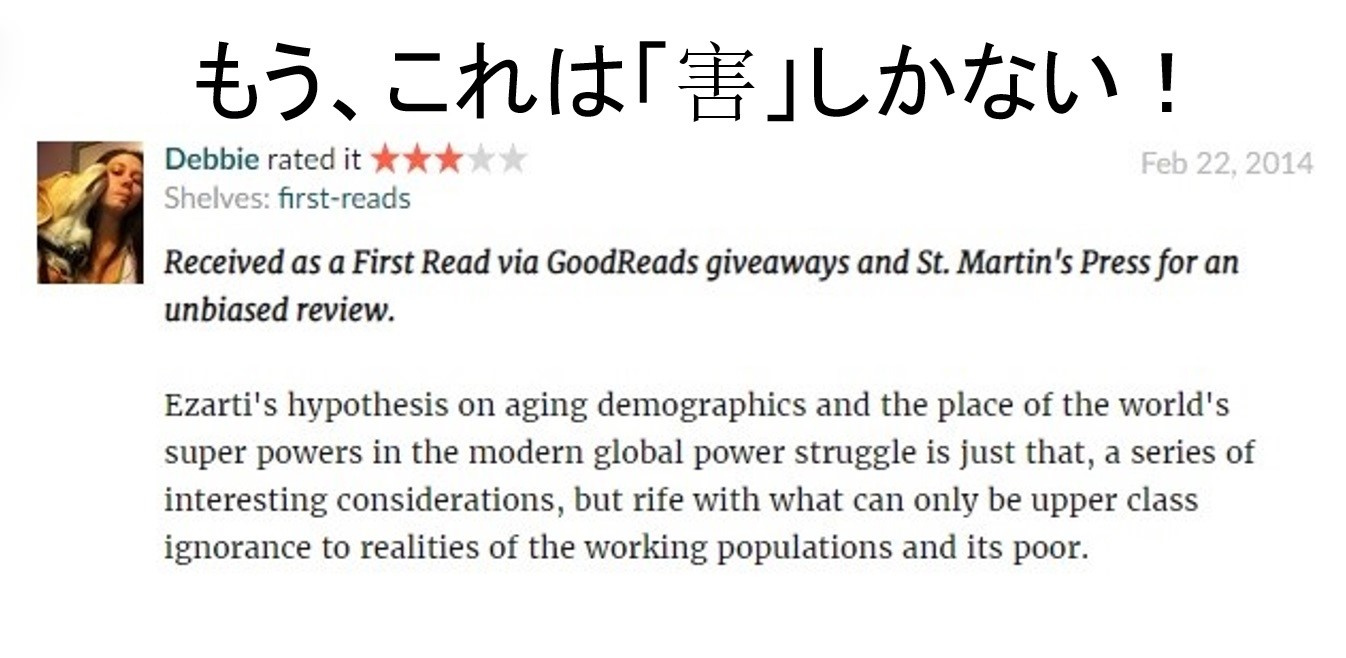 もう、これは「害」しかない！
Debbie rated it ★★★★★
Feb 22, 2014
Shelves: first-reads
Received as a First Read via GoodReads giveaways and St. Martin's Press for an
unbiased review.
Ezarti's hypothesis on aging demographics and the place of the world's
super powers in the modern global power struggle is just that, a series of
interesting considerations, but rife with what can only be upper class
ignorance to realities of the working populations and its poor.